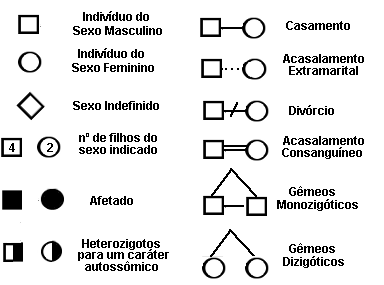 Indivíduo do
Sexo Masculino
Indivíduo do
Sexo Feminino
Sexo Indefinido
4
2
nº de filhos do
sexo indicado
Afetado
Heterozigotos
para um caráter
autossômico
Casamento
Acasalamento
Extramarital
Divórcio
Acasalamento
Consanguíneo
Gêmeos
Monozigóticos
Gêmeos
Dizigóticos